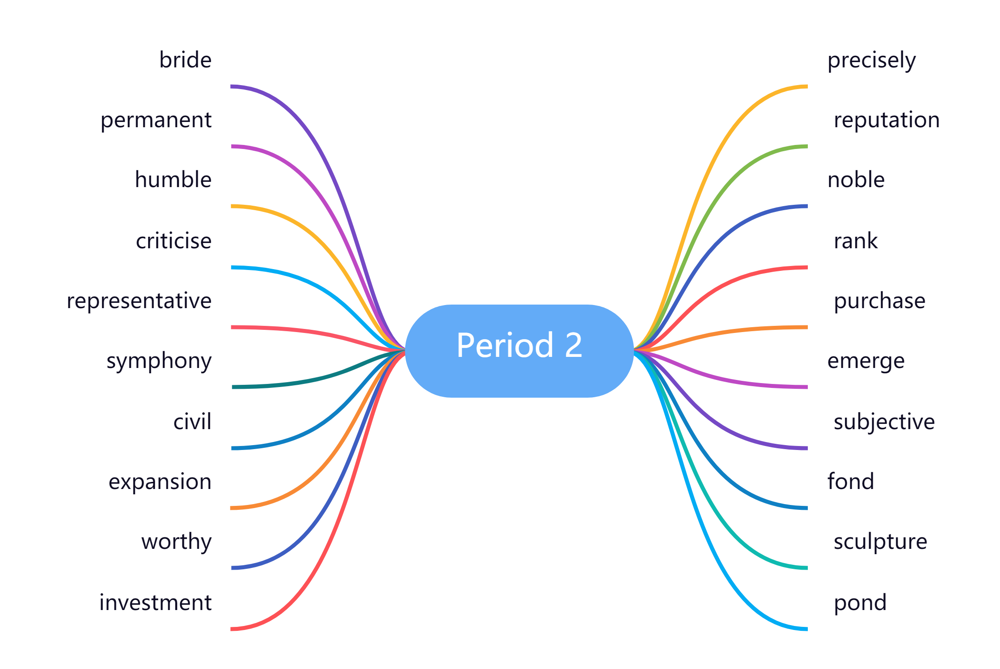 bride
permanent
humble
criticise
representative
symphony
civil
expansion
worthy
investment
Period 2
precisely
reputation
noble
rank
purchase
emerge
subjective
fond
sculpture
pond